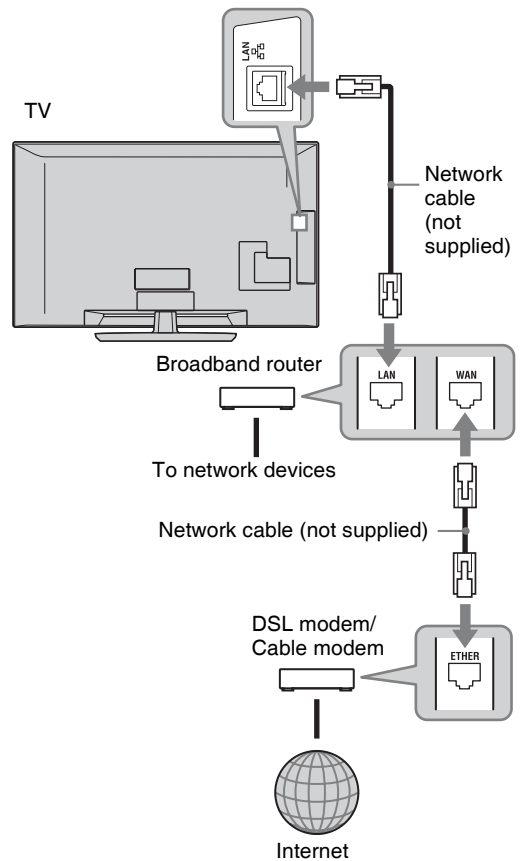 LAN
TV
Network
cable
(not
supplied)
Broadband router
LAN
WAN
To network devices
Network cable (not supplied)
DSL modem/
Cable modem
ETHER
Internet